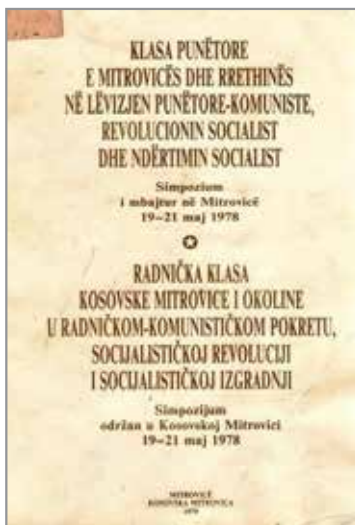 KLASA PUNËTORE
E MITROVICËS DHE RRETHINËS
NË LËVIZJEN PUNËTORE-KOMUNISTE,
REVOLUCIONIN SOCIALIST
DHE NDËRTIMIN SOCIALIST
Simpozium
i mbajtur në Mitrovicë
19-21 maj 1978
RADNIČKA KLASA
KOSOVSKE MITROVICE I OKOLINE
U RADNIČKOM-KOMUNISTIČKOM POKRETU,
SOCIJALISTIČKOJ REVOLUCIJI
I SOCIJALISTIČKOJ IZGRADNJI
Simpozijum
održan u Kosovskoj Mitrovici
19-21 maj 1978
MITROVICË
KOSOVSKA MITROVICA
1979